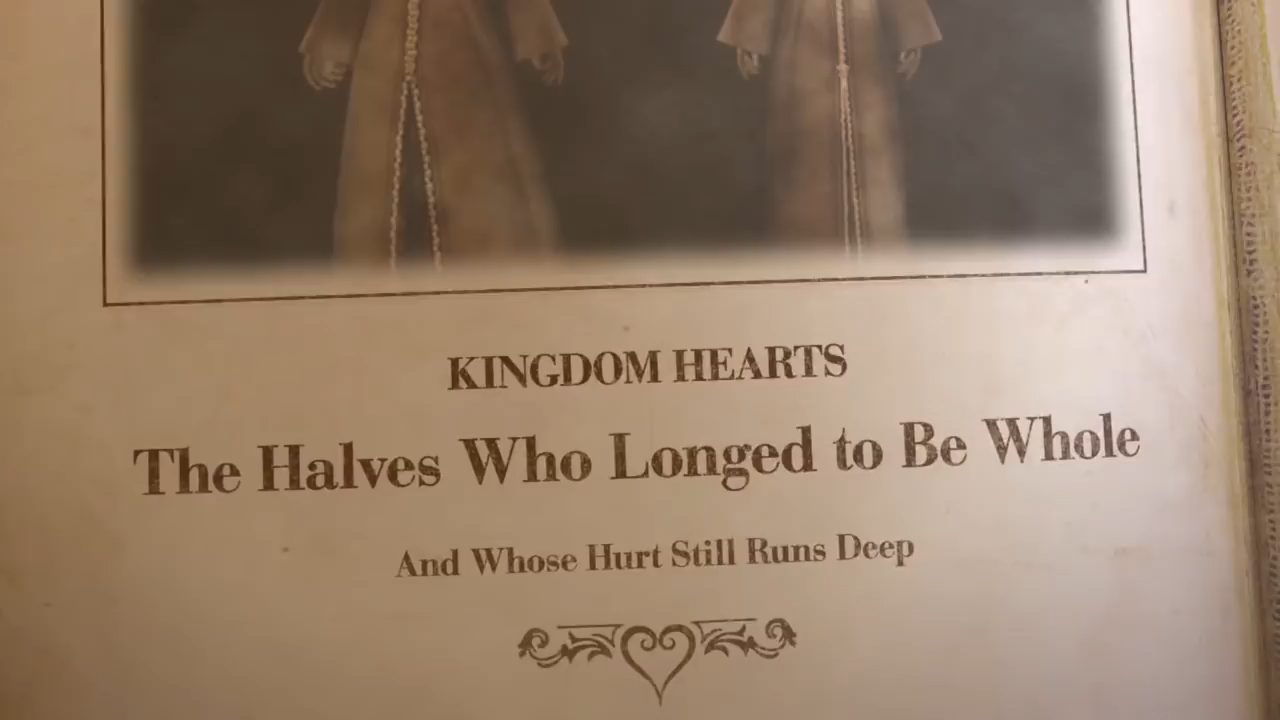 KINGDOM HEARTS
The Halves Who Longed to Be Whole
And Whose Hurt Still Runs Deep